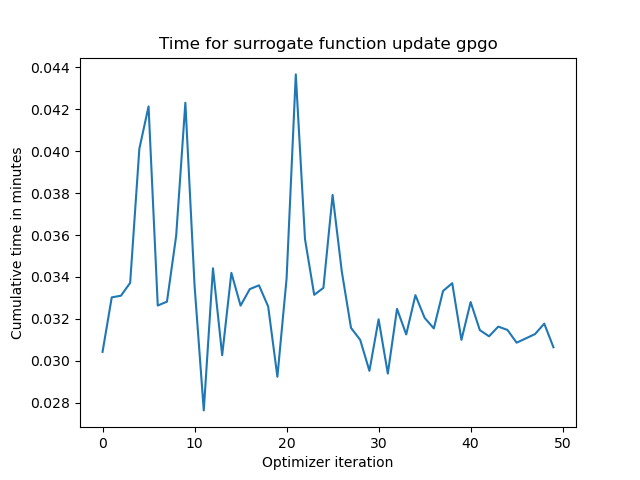 Time for surrogate function update gpgo
0.044
0.042
0.040
0.038
0.036
0.034
0.032
0.030
0.028
Cumulative time in minutes
0 10 20 30 40 50
Optimizer iteration